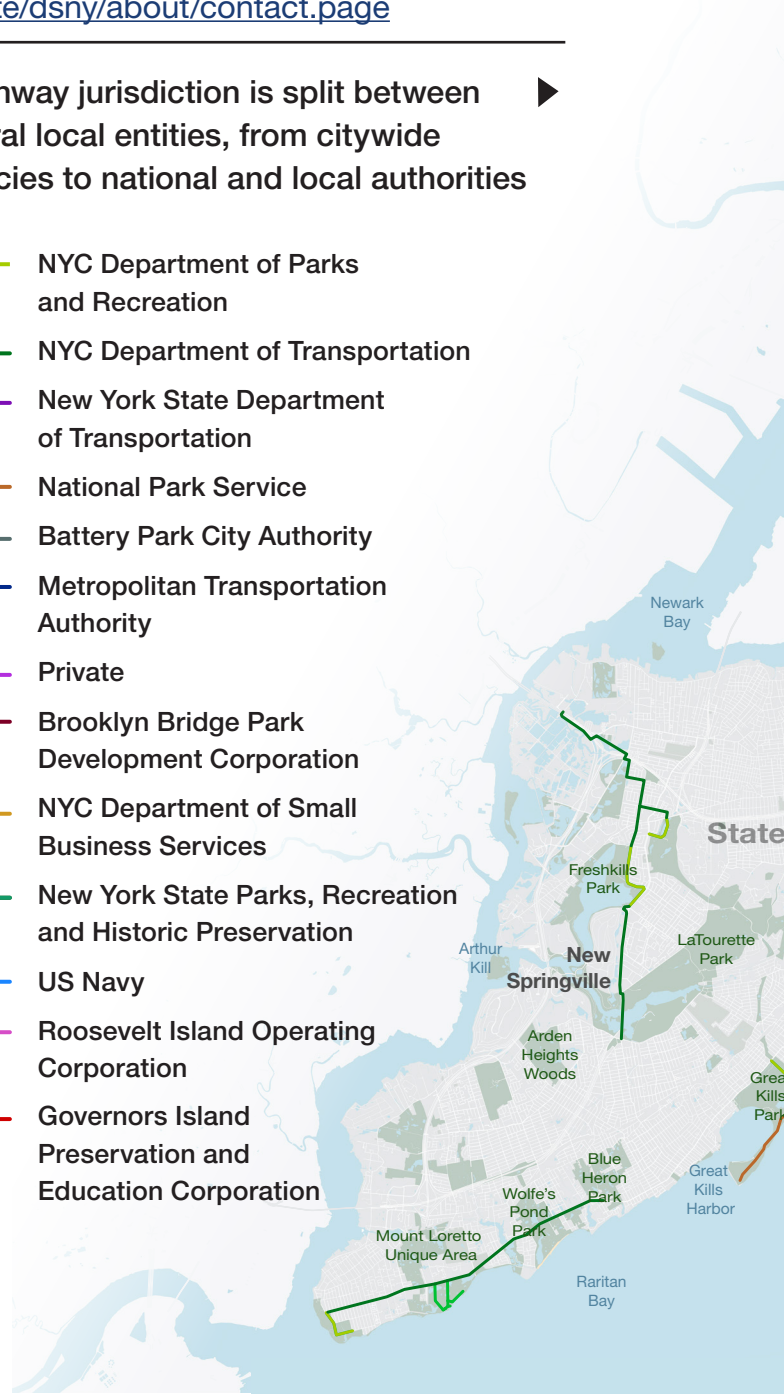 te/dsny/about/contact.page
nway jurisdiction is split between
ral local entities, from citywide
cies to national and local authorities
NYC Department of Parks
and Recreation
NYC Department of Transportation
New York State Department
of Transportation
National Park Service
Battery Park City Authority
Metropolitan Transportation
Authority
Private
Brooklyn Bridge Park
Development Corporation
NYC Department of Small
Business Services
New York State Parks, Recreation
and Historic Preservation
US Navy
Roosevelt Island Operating
Corporation
Governors Island
Preservation and
Education Corporation
Newark
Bay
State
Freshkills
Park
LaTourette
Park
Arthur
Kill
New
Springville
Arden
Heights
Woods
Grea
Kills
Park
Blue
Heron
Park
Great
Kills
Harbor
Wolfe's
Pond
Park
Mount Loretto
Unique Area
Raritan
Bay